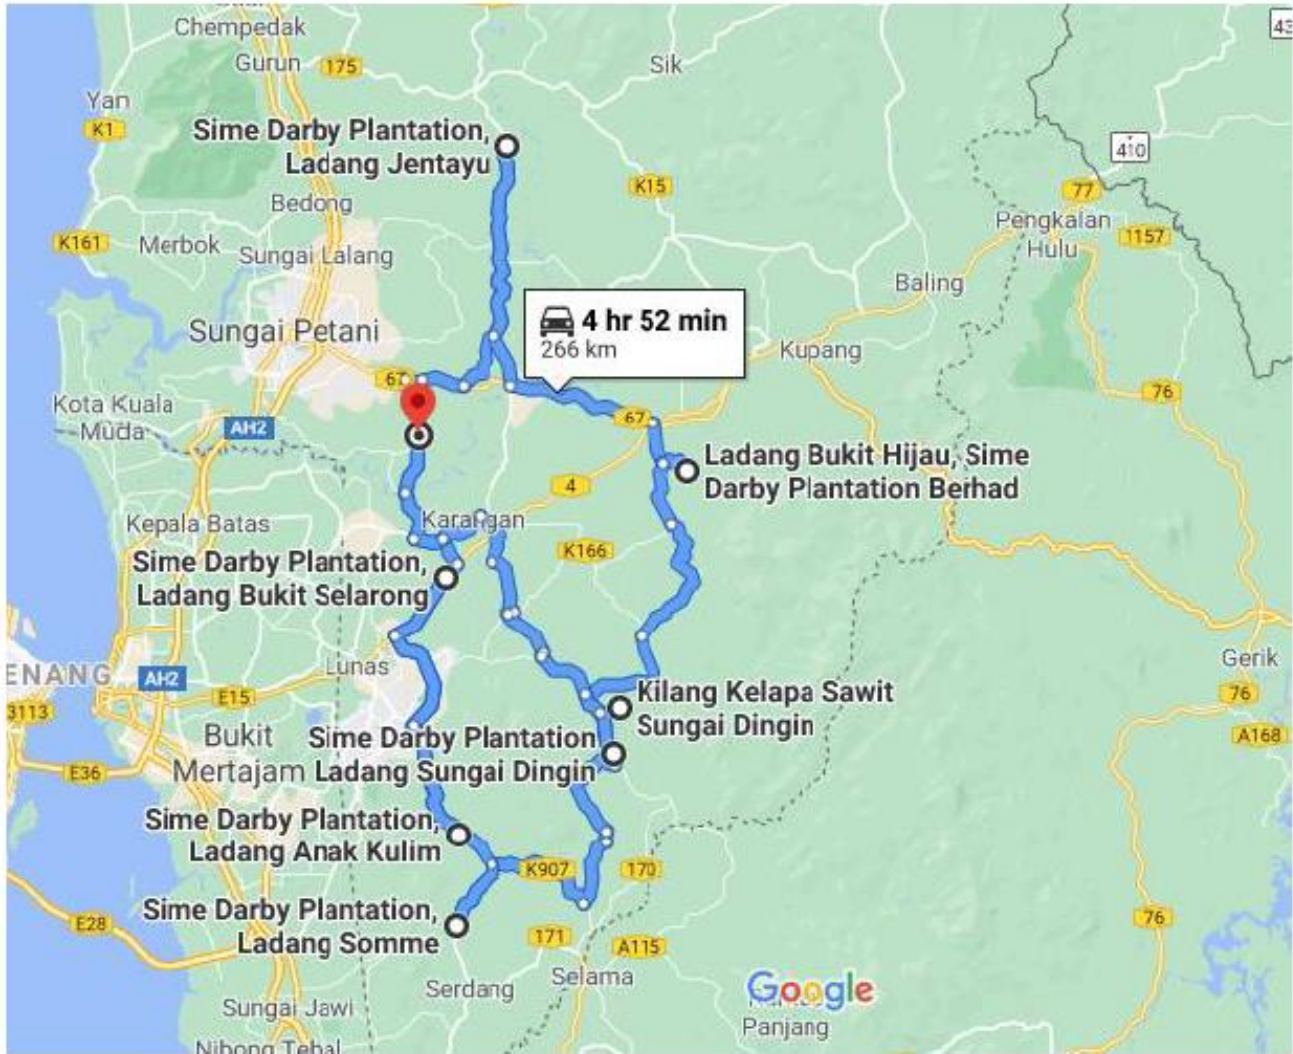 Chempedak
43
Gurun
175
Sik
Yan
K1
Sime Darby Plantation,
Ladang Jentayu
410
K15
77
Bedong
Pengkalan
Hulu
1157
K161
Merbok
Sungai Lalang
Baling
4 hr 52 min
266 km
Sungai Petani
Kupang
67
76
Kota Kuala
Muda
AH2
67
Ladang Bukit Hijau, Sime
Darby Plantation Berhad
4
Kepala Batas
Karangan
K166
Sime Darby Plantation,
Ladang Bukit Selarong
ENANG
AH2
Lunas
Gerik
E15
76
3113
Kilang Kelapa Sawit
Sungai Dingin
A168
Bukit
Mertajam
Sime Darby Plantation
Ladang Sungai Dingin
E36
Sime Darby Plantation,
Ladang Anak Kulim
K907
170
Sime Darby Plantation,
Ladang Somme
E28
76
171
A115
Selama
Serdang
Google
Sungai Jawi
Panjang
Nibong Tebal